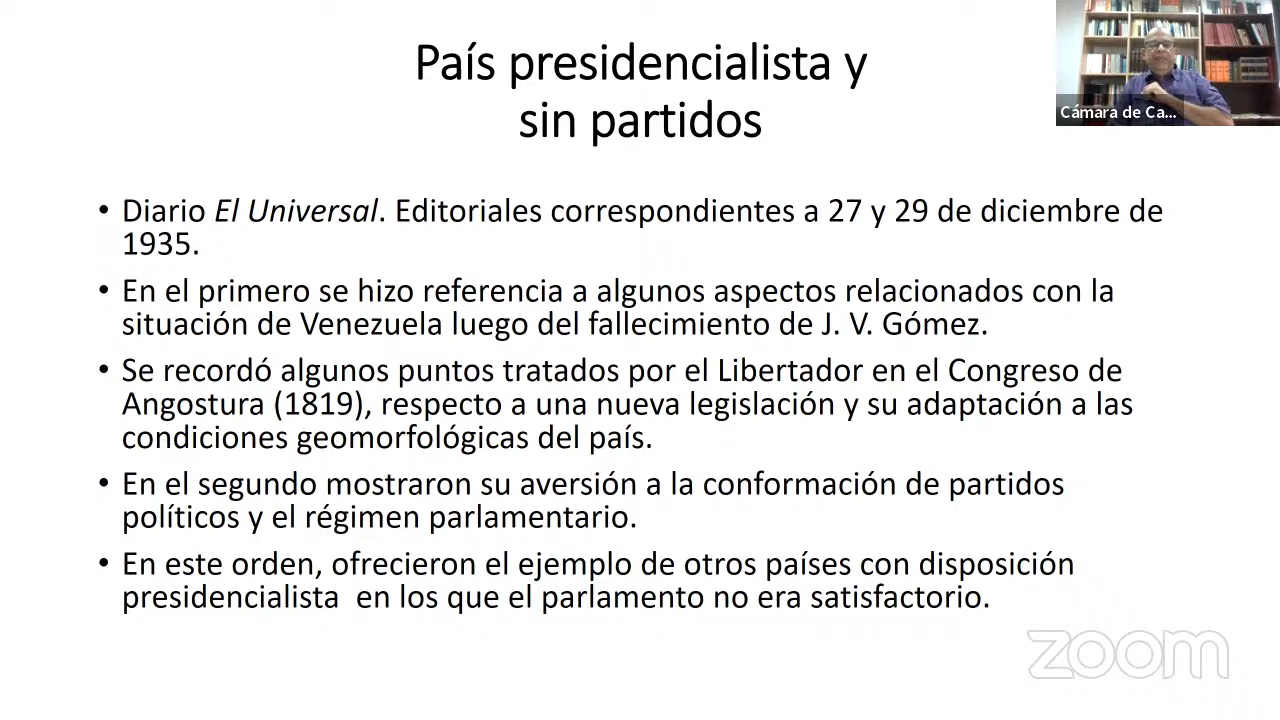 País presidencialista y
sin partidos
Cámara de Ca...
• Diario El Universal. Editoriales correspondientes a 27 y 29 de diciembre de
1935.
• En el primero se hizo referencia a algunos aspectos relacionados con la
situación de Venezuela luego del fallecimiento de J. V. Gómez.
• Se recordó algunos puntos tratados por el Libertador en el Congreso de
Angostura (1819), respecto a una nueva legislación y su adaptación a las
condiciones geomorfológicas del país.
• En el segundo mostraron su aversión a la conformación de partidos
políticos y el régimen parlamentario.
• En este orden, ofrecieron el ejemplo de otros países con disposición
presidencialista  en los que el parlamento no era satisfactorio.
zoom